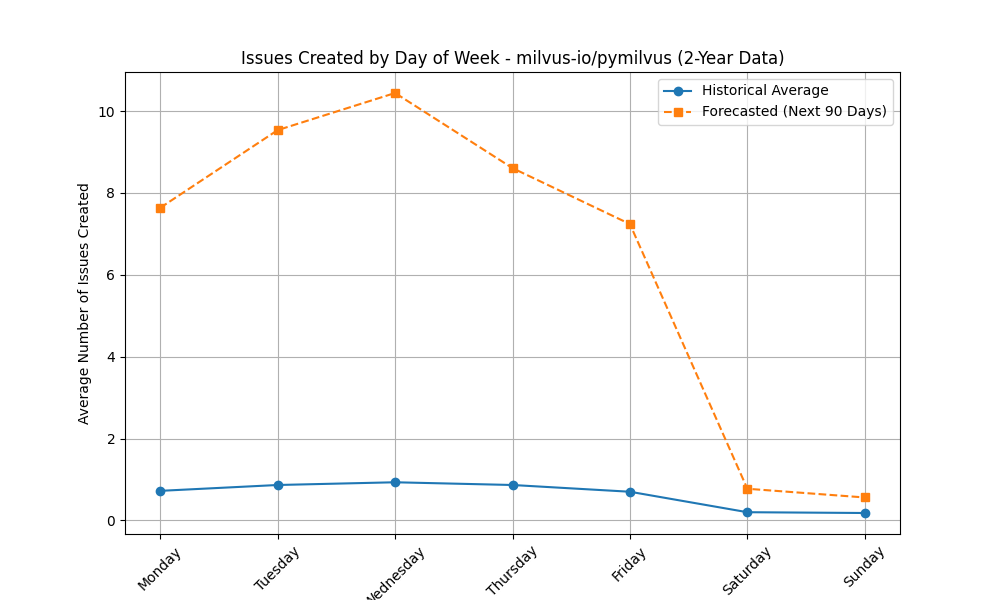 Issues Created by Day of Week - milvus-io/pymilvus (2-Year Data)
Historical Average
Forecasted (Next 90 Days)
Average Number of Issues Created
10
8
6
4
2
0
Monday
Tuesday
Wednesday
Thursday
Friday
Saturday
Sunday